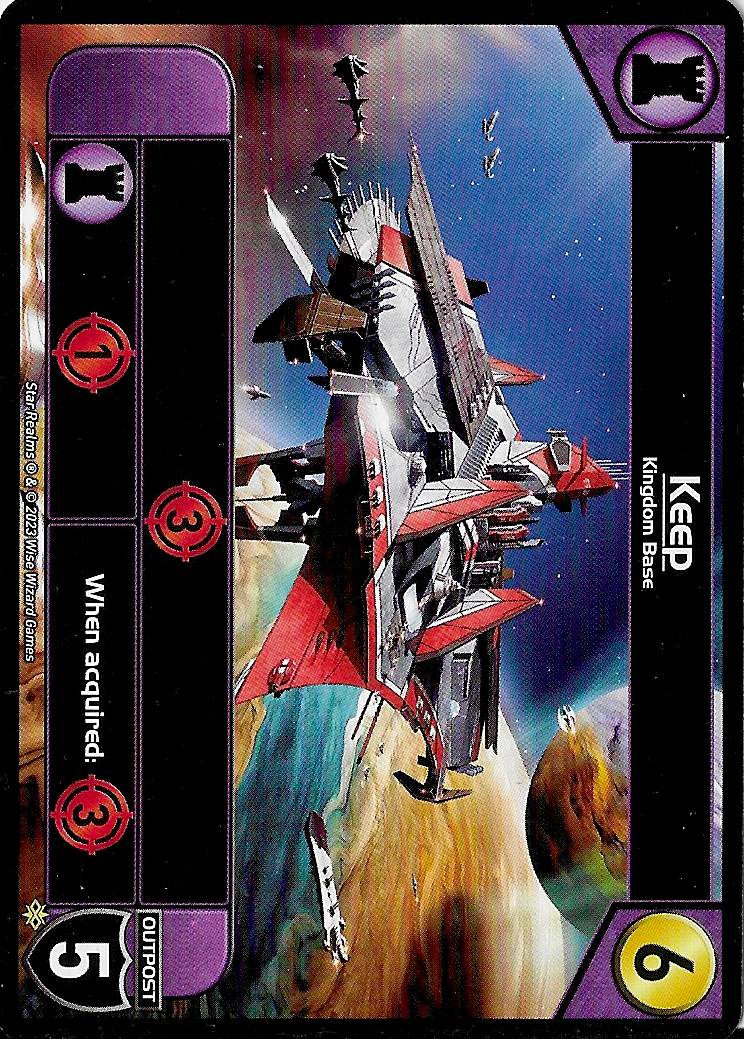 Keep
Kingdom Base
6
3
1
When acquired: 3
OUTPOST
5
Star Realms ® & © 2023 Wise Wizard Games